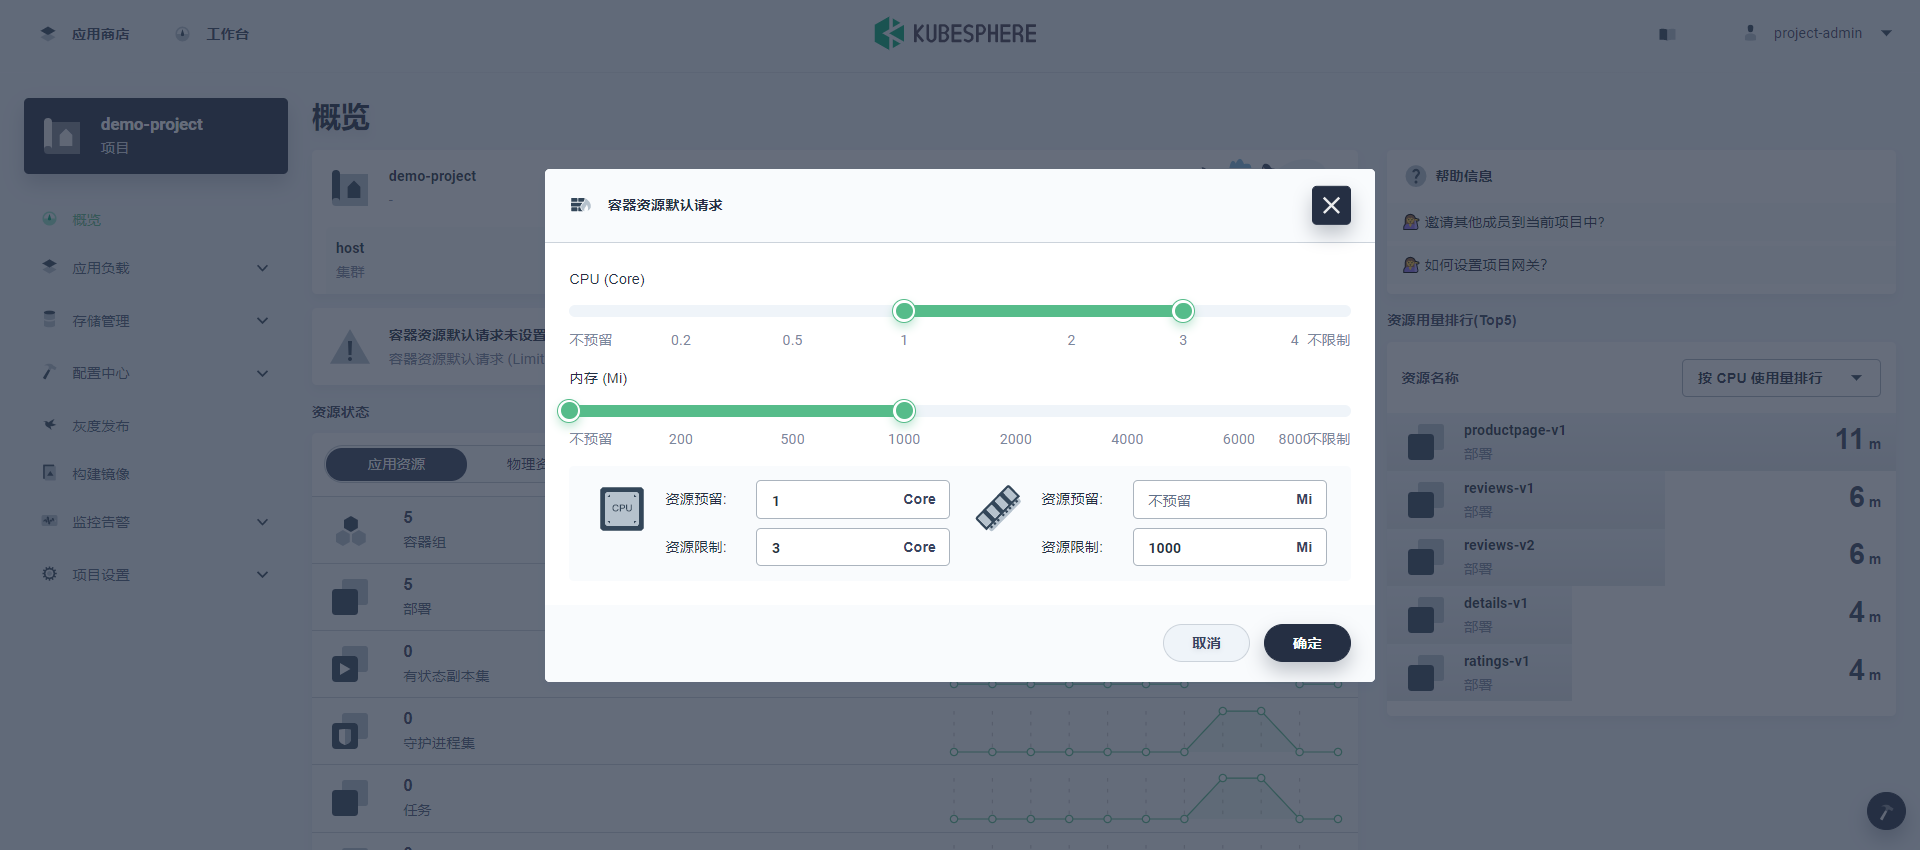 应用商店
工作台
KUBESPHERE
project-admin
demo-project
项目
概览
应用负载
存储管理
配置中心
灰度发布
构建镜像
监控告警
项目设置
概览
demo-project
-
host
集群
容器资源默认请求未设置
容器资源默认请求 (Limit
资源状态
应用资源
物理资
5
容器组
5
部署
0
有状态副本集
0
守护进程集
0
任务
容器资源默认请求
CPU (Core)
不预留 0.2 0.5 1 2 3 4 不限制
内存 (Mi)
不预留 200 500 1000 2000 4000 6000 8000 不限制
CPU
资源预留: 1 Core
资源限制: 3 Core
资源预留: 不预留 Mi
资源限制: 1000 Mi
取消
确定
帮助信息
邀请其他成员到当前项目中?
如何设置项目网关?
资源用量排行(Top5)
资源名称
按 CPU 使用量排行
productpage-v1
部署
11 m
reviews-v1
部署
6 m
reviews-v2
部署
6 m
details-v1
部署
4 m
ratings-v1
部署
4 m